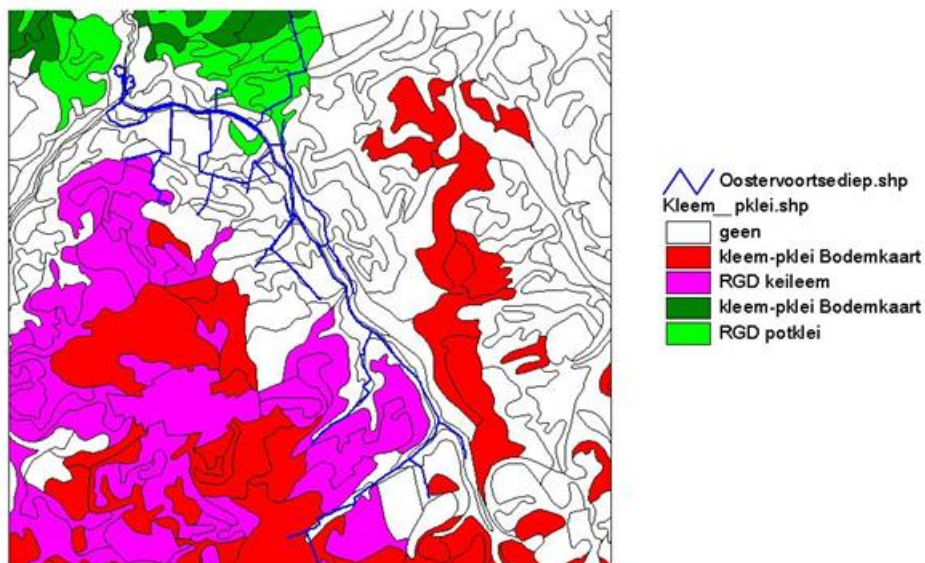 Oostervoortsediep.shp
Kleem__pklei.shp
geen
kleem-pklei Bodemkaart
RGD keileem
kleem-pklei Bodemkaart
RGD potklei